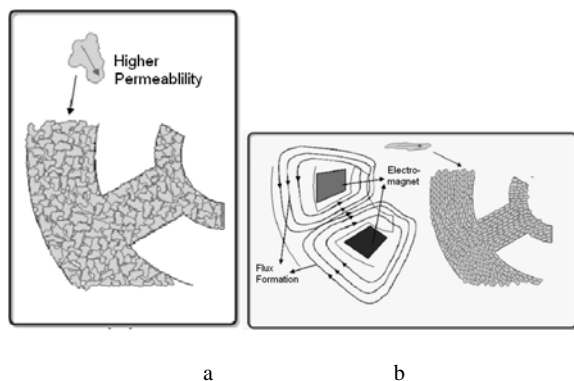 Higher
Permeablility
Electro-
magnet
Flux
Formation
a
b